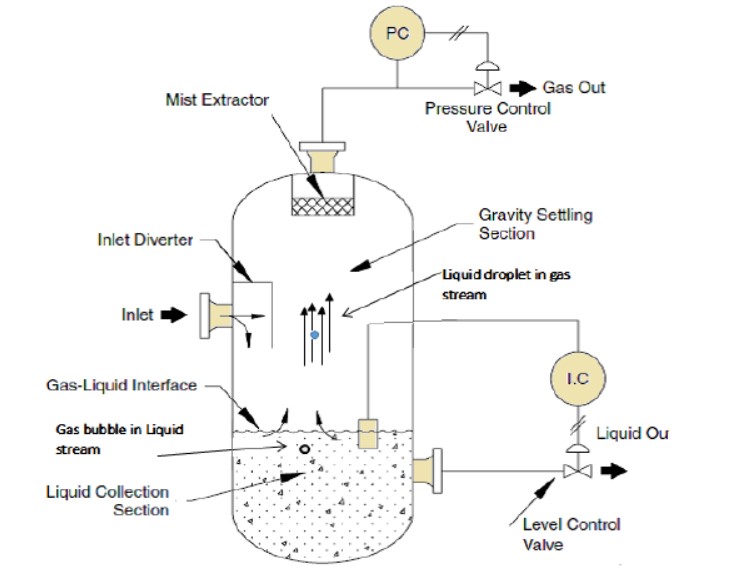 PC
Gas Out
Pressure Control
Valve
Mist Extractor
Gravity Settling
Section
Inlet Diverter
Liquid droplet in gas
stream
Inlet
I.C
Gas-Liquid Interface
Gas bubble in Liquid
stream
Liquid Ou
Liquid Collection
Section
Level Control
Valve